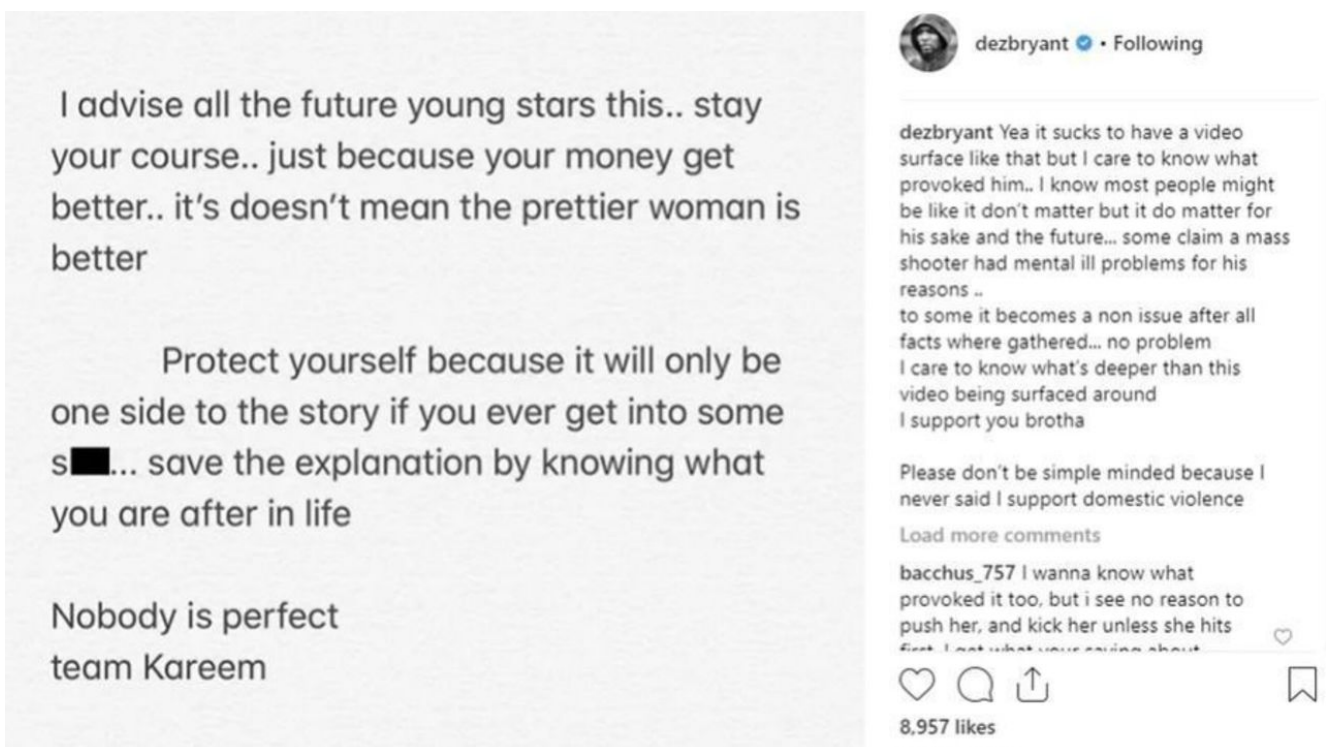 I advise all the future young stars this.. stay
your course.. just because your money get
better.. it's doesn't mean the prettier woman is
better
Protect yourself because it will only be
one side to the story if you ever get into some
s... save the explanation by knowing what
you are after in life
Nobody is perfect
team Kareem
dezbryant • Following
dezbryant Yea it sucks to have a video
surface like that but I care to know what
provoked him.. I know most people might
be like it don't matter but it do matter for
his sake and the future... some claim a mass
shooter had mental ill problems for his
reasons ..
to some it becomes a non issue after all
facts where gathered... no problem
I care to know what's deeper than this
video being surfaced around
I support you brotha
Please don't be simple minded because I
never said I support domestic violence
Load more comments
bacchus_757 I wanna know what
provoked it too, but i see no reason to
push her, and kick her unless she hits
8,957 likes